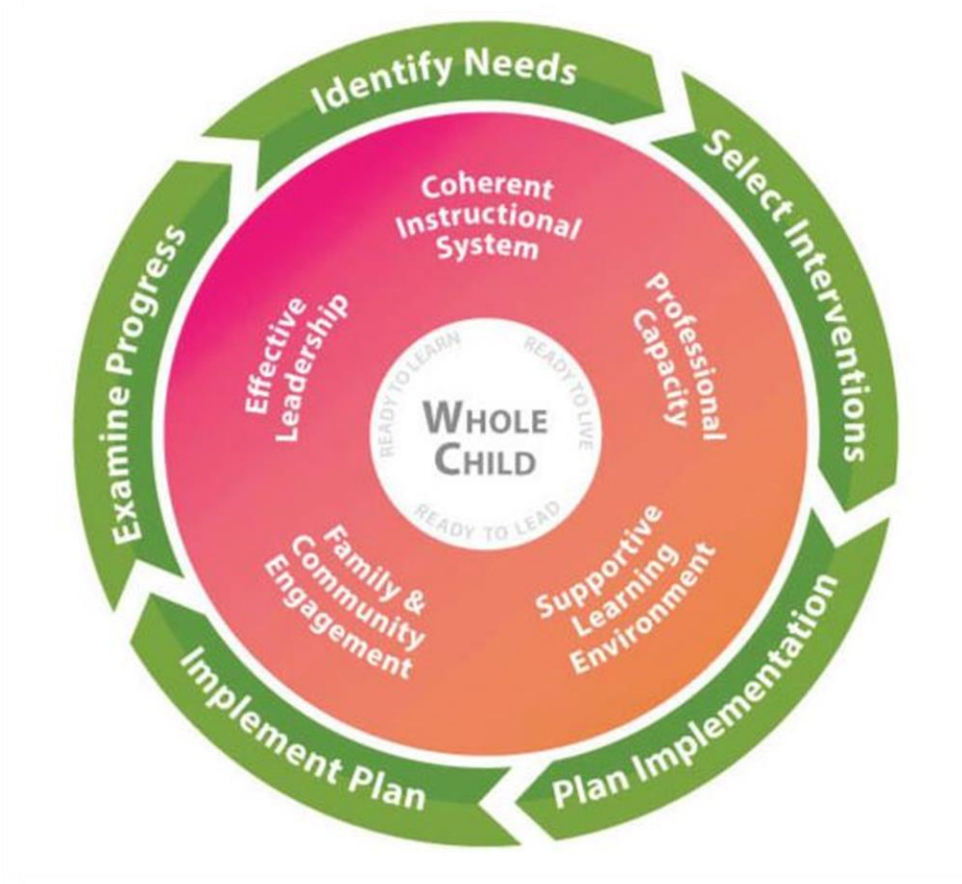 Identify Needs
Select Interventions
Plan Implementation
Implement Plan
Examine Progress
Coherent
Instructional
System
Professional
Capacity
Supportive
Learning
Environment
Family &
Community
Engagement
Effective
Leadership
READY TO LEARN
READY TO LIVE
READY TO LEAD
WHOLE
CHILD